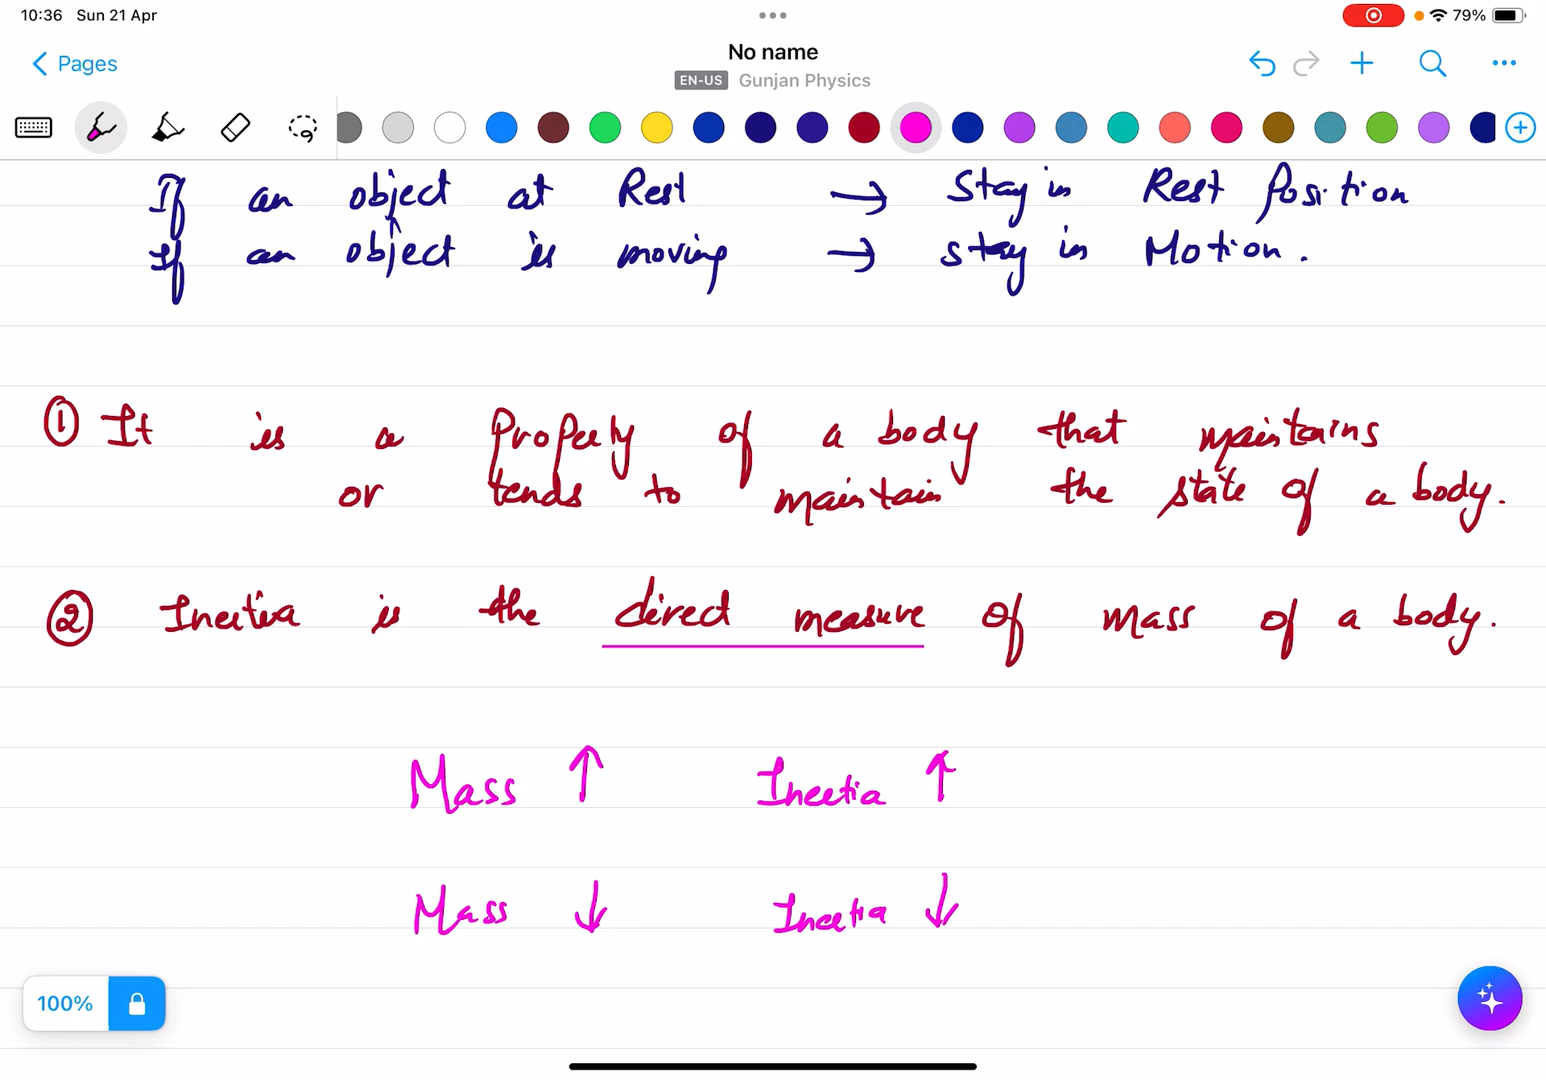 10:36 Sun 21 Apr
79%
Pages
No name
EN-US Gunjan Physics
If an object at Rest → Stay in Rest Position
If an object is moving → stay in Motion.
① It is a Property of a body that maintains
or tends to maintain the state of a body.
② Inertia is the direct measure of mass of a body.
Mass ↑ Inertia ↑
Mass ↓ Inertia ↓
100%